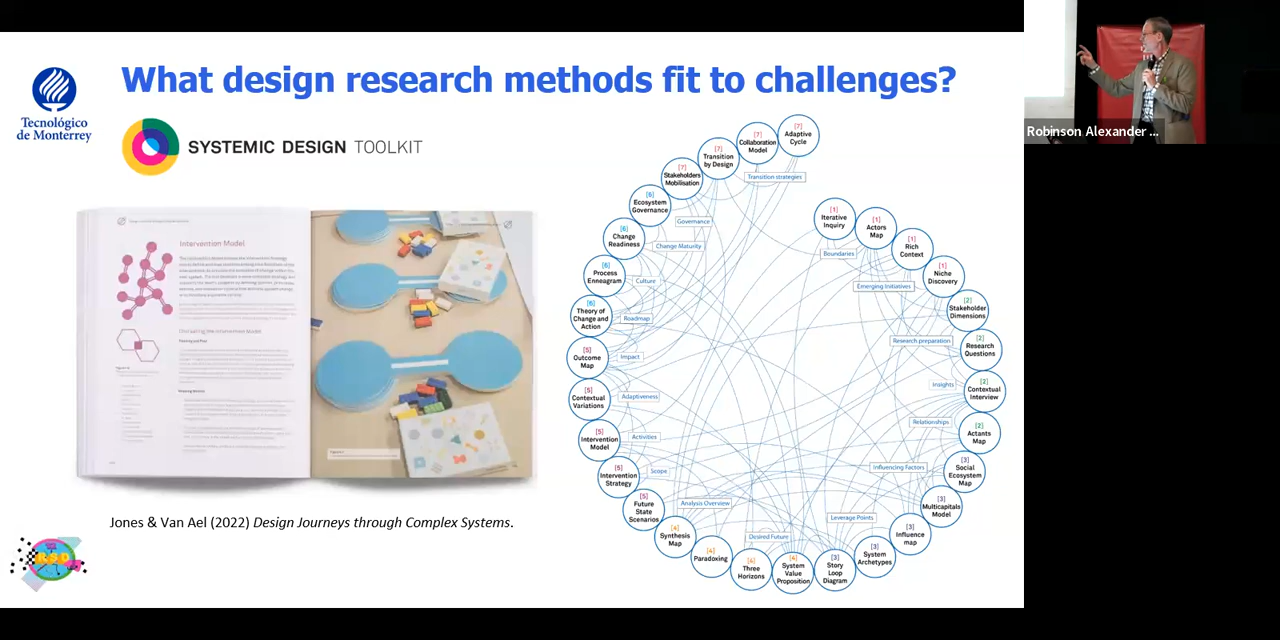 What design research methods fit to challenges?
Tecnológico
de Monterrey
SYSTEMIC DESIGN TOOLKIT
Intervention Model
Jones & Van Ael (2022) Design Journeys through Complex Systems.
RSD
[1]
Iterative
Inquiry
[1]
Actors
Map
[1]
Rich
Context
[1]
Niche
Discovery
[2]
Stakeholder
Dimensions
[2]
Research
Questions
[2]
Contextual
Interview
[2]
Actants
Map
[3]
Social
Ecosystem
Map
[3]
Multicapitals
Model
[3]
Influence
map
[3]
System
Archetypes
[3]
Story
Loop
Diagram
[4]
System
Value
Proposition
[4]
Three
Horizons
[4]
Paradoxing
[4]
Synthesis
Map
[5]
Future
State
Scenarios
[5]
Intervention
Strategy
[5]
Intervention
Model
[5]
Contextual
Variations
[5]
Outcome
Map
[6]
Theory of
Change and
Action
[6]
Process
Enneagram
[6]
Change
Readiness
[6]
Ecosystem
Governance
[7]
Stakeholders
Mobilisation
[7]
Transition
by Design
[7]
Collaboration
Model
[7]
Adaptive
Cycle
Transition strategies
Governance
Change Maturity
Culture
Roadmap
Impact
Adaptiveness
Activities
Scope
Analysis Overview
Desired Future
Leverage Points
Influencing Factors
Relationships
Insights
Research preparation
Emerging Initiatives
Boundaries
Robinson Alexander ...